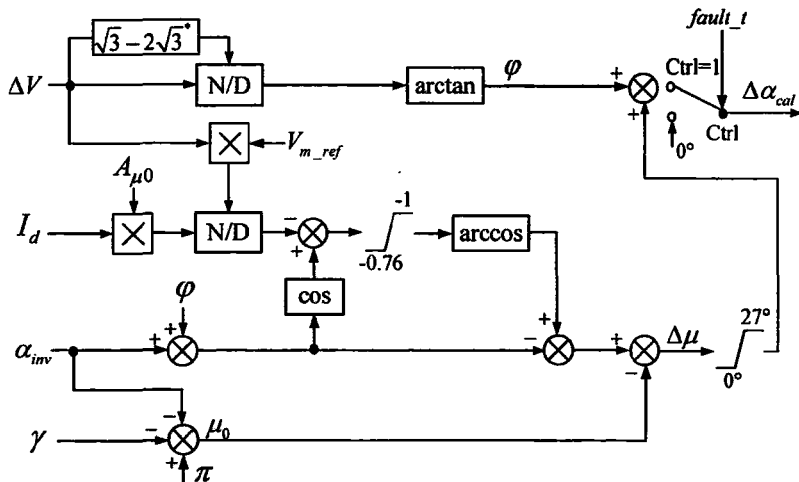 fault_t
√3 − 2√3*
ΔV
N/D
arctan
φ
+
Ctrl=1
Δα_cal
+
Ctrl
0°
×
V_m_ref
A_μ0
I_d
×
N/D
−
+
-1
-0.76
arccos
cos
φ
α_inv
+
+
+
−
+
−
Δμ
27°
0°
γ
−
−
+
μ_0
π